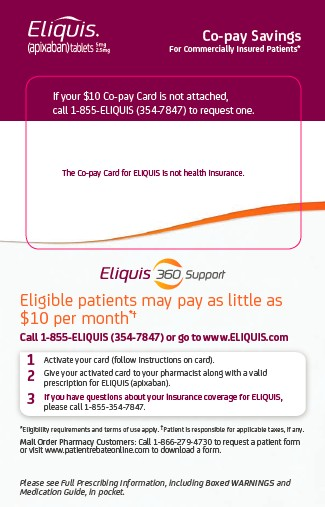 Eliquis.
(apixaban) tablets 5mg 2.5mg
Co-pay Savings
For Commercially Insured Patients*
If your $10 Co-pay Card is not attached,
call 1-855-ELIQUIS (354-7847) to request one.
The Co-pay Card for ELIQUIS is not health insurance.
Eliquis 360 Support
Eligible patients may pay as little as
$10 per month*†
Call 1-855-ELIQUIS (354-7847) or go to www.ELIQUIS.com
1 Activate your card (follow instructions on card).
2 Give your activated card to your pharmacist along with a valid
prescription for ELIQUIS (apixaban).
3 If you have questions about your insurance coverage for ELIQUIS,
please call 1-855-354-7847.
*Eligibility requirements and terms of use apply. †Patient is responsible for applicable taxes, if any.
Mail Order Pharmacy Customers: Call 1-866-279-4730 to request a patient form
or visit www.patientrebateonline.com to download a form.
Please see Full Prescribing Information, including Boxed WARNINGS and
Medication Guide, in pocket.